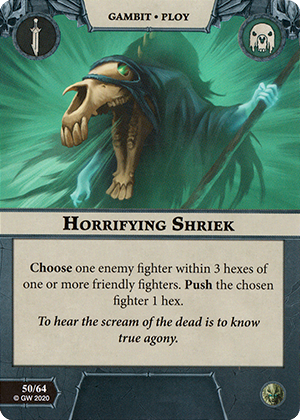 GAMBIT • PLOY
HORRIFYING SHRIEK
Choose one enemy fighter within 3 hexes of
one or more friendly fighters. Push the chosen
fighter 1 hex.
To hear the scream of the dead is to know
true agony.
50/64
© GW 2020